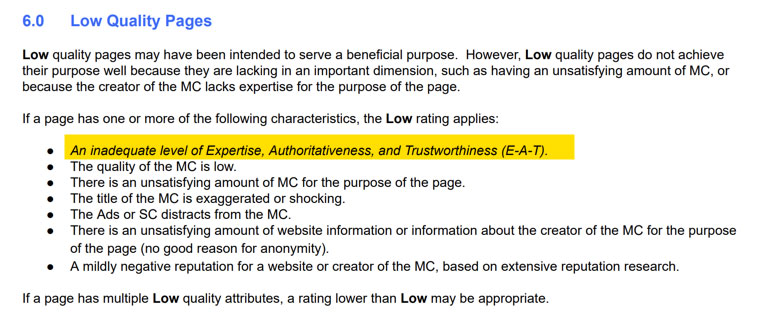 6.0 Low Quality Pages
Low quality pages may have been intended to serve a beneficial purpose. However, Low quality pages do not achieve
their purpose well because they are lacking in an important dimension, such as having an unsatisfying amount of MC, or
because the creator of the MC lacks expertise for the purpose of the page.
If a page has one or more of the following characteristics, the Low rating applies:
● An inadequate level of Expertise, Authoritativeness, and Trustworthiness (E-A-T).
● The quality of the MC is low.
● There is an unsatisfying amount of MC for the purpose of the page.
● The title of the MC is exaggerated or shocking.
● The Ads or SC distracts from the MC.
● There is an unsatisfying amount of website information or information about the creator of the MC for the purpose
of the page (no good reason for anonymity).
● A mildly negative reputation for a website or creator of the MC, based on extensive reputation research.
If a page has multiple Low quality attributes, a rating lower than Low may be appropriate.